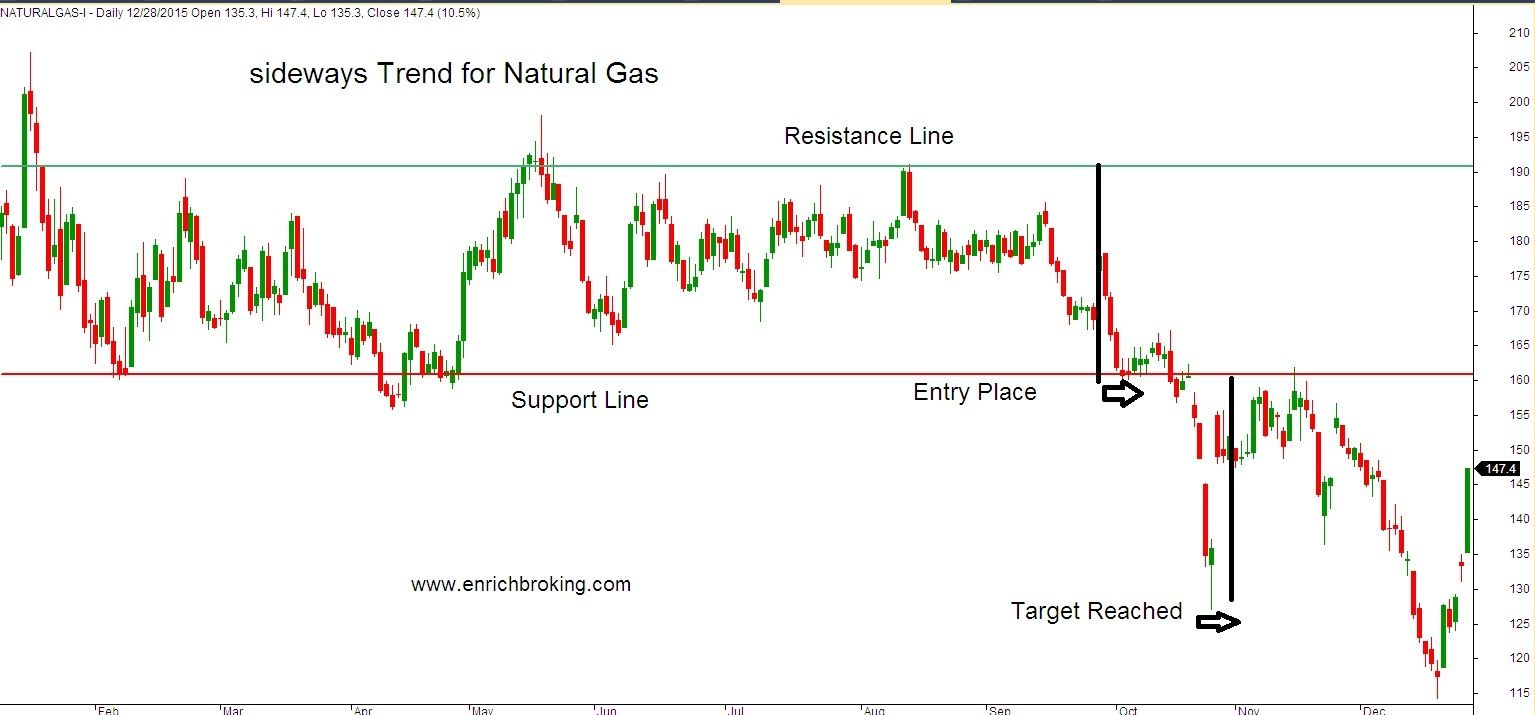 NATURALGAS-I - Daily 12/28/2015 Open 135.3, Hi 147.4, Lo 135.3, Close 147.4 (10.5%)
sideways Trend for Natural Gas
Resistance Line
Support Line
Entry Place
www.enrichbroking.com
Target Reached
210
205
200
195
190
185
180
175
170
165
160
155
150
147.4
145
140
135
130
125
120
115
Feb
Mar
Apr
May
Jun
Jul
Aug
Sep
Oct
Nov
Dec